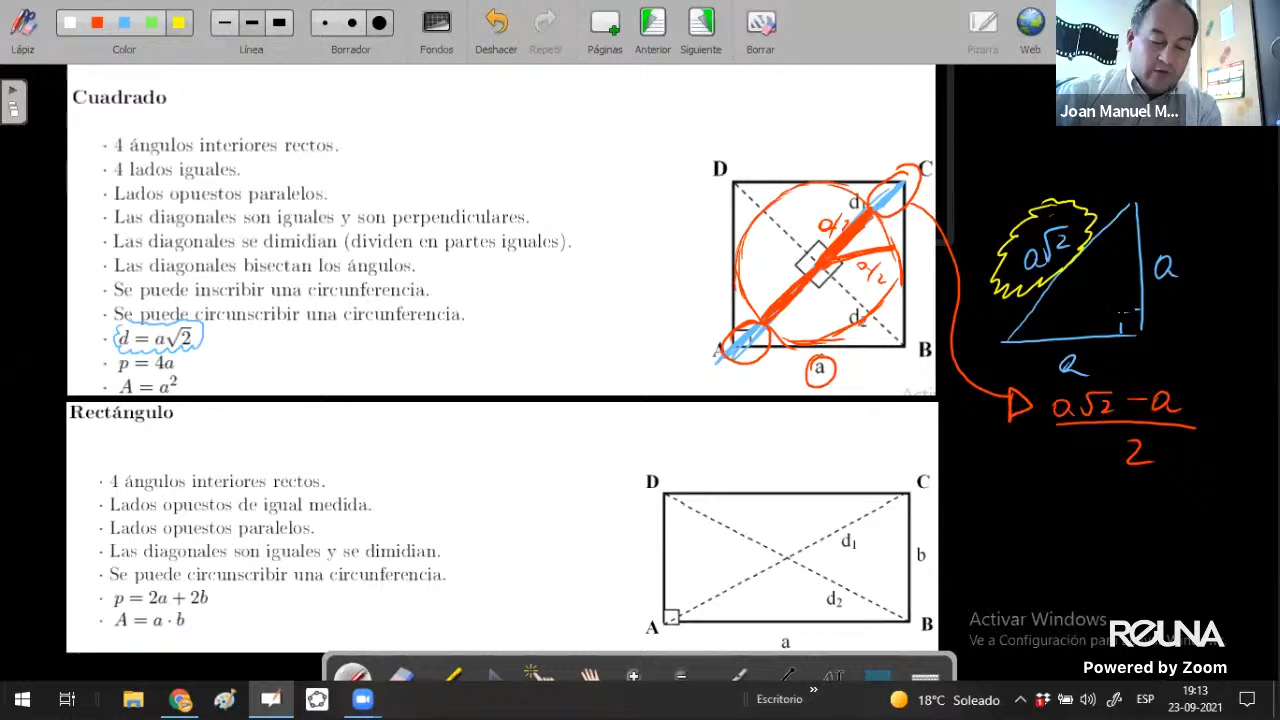 Lápiz
Color
Línea
Borrador
Fondos
Deshacer
Repetir
Páginas
Anterior
Siguiente
Borrar
Pizarra
Web
Joan Manuel M...
Cuadrado
· 4 ángulos interiores rectos.
· 4 lados iguales.
· Lados opuestos paralelos.
· Las diagonales son iguales y son perpendiculares.
· Las diagonales se dimidian (dividen en partes iguales).
· Las diagonales bisectan los ángulos.
· Se puede inscribir una circunferencia.
· Se puede circunscribir una circunferencia.
· d = a√2
· p = 4a
· A = a²
D
C
d₁
a/2
a/2
d₂
A
B
a
a√2
a
a
a√2 - a
2
Rectángulo
· 4 ángulos interiores rectos.
· Lados opuestos de igual medida.
· Lados opuestos paralelos.
· Las diagonales son iguales y se dimidian.
· Se puede circunscribir una circunferencia.
· p = 2a + 2b
· A = a · b
D
C
d₁
b
d₂
A
B
a
Activar Windows
Ve a Configuración para
REUNA
Powered by Zoom
Escritorio
»
18°C Soleado
ESP
19:13
23-09-2021